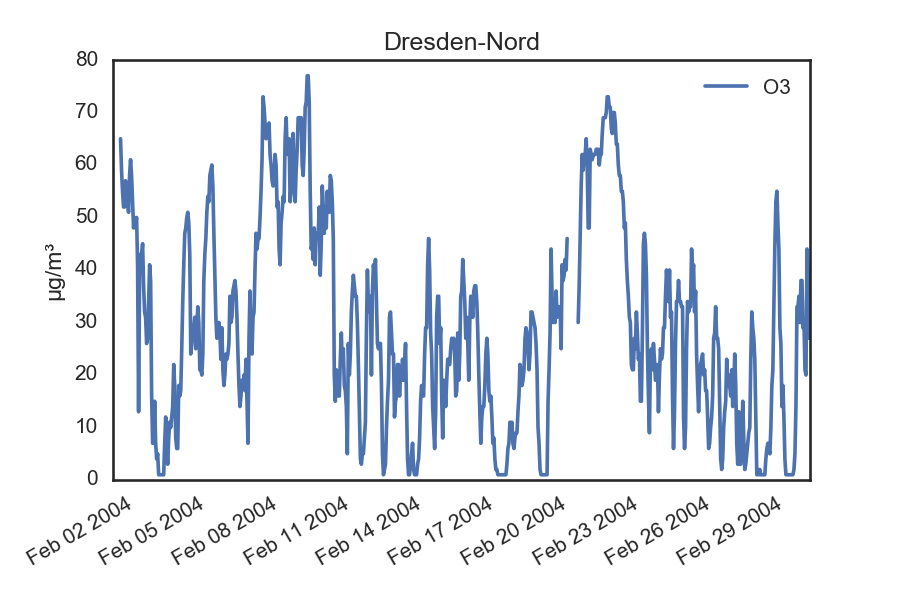 Dresden-Nord
O3
µg/m³
80
70
60
50
40
30
20
10
0
Feb 02 2004
Feb 05 2004
Feb 08 2004
Feb 11 2004
Feb 14 2004
Feb 17 2004
Feb 20 2004
Feb 23 2004
Feb 26 2004
Feb 29 2004